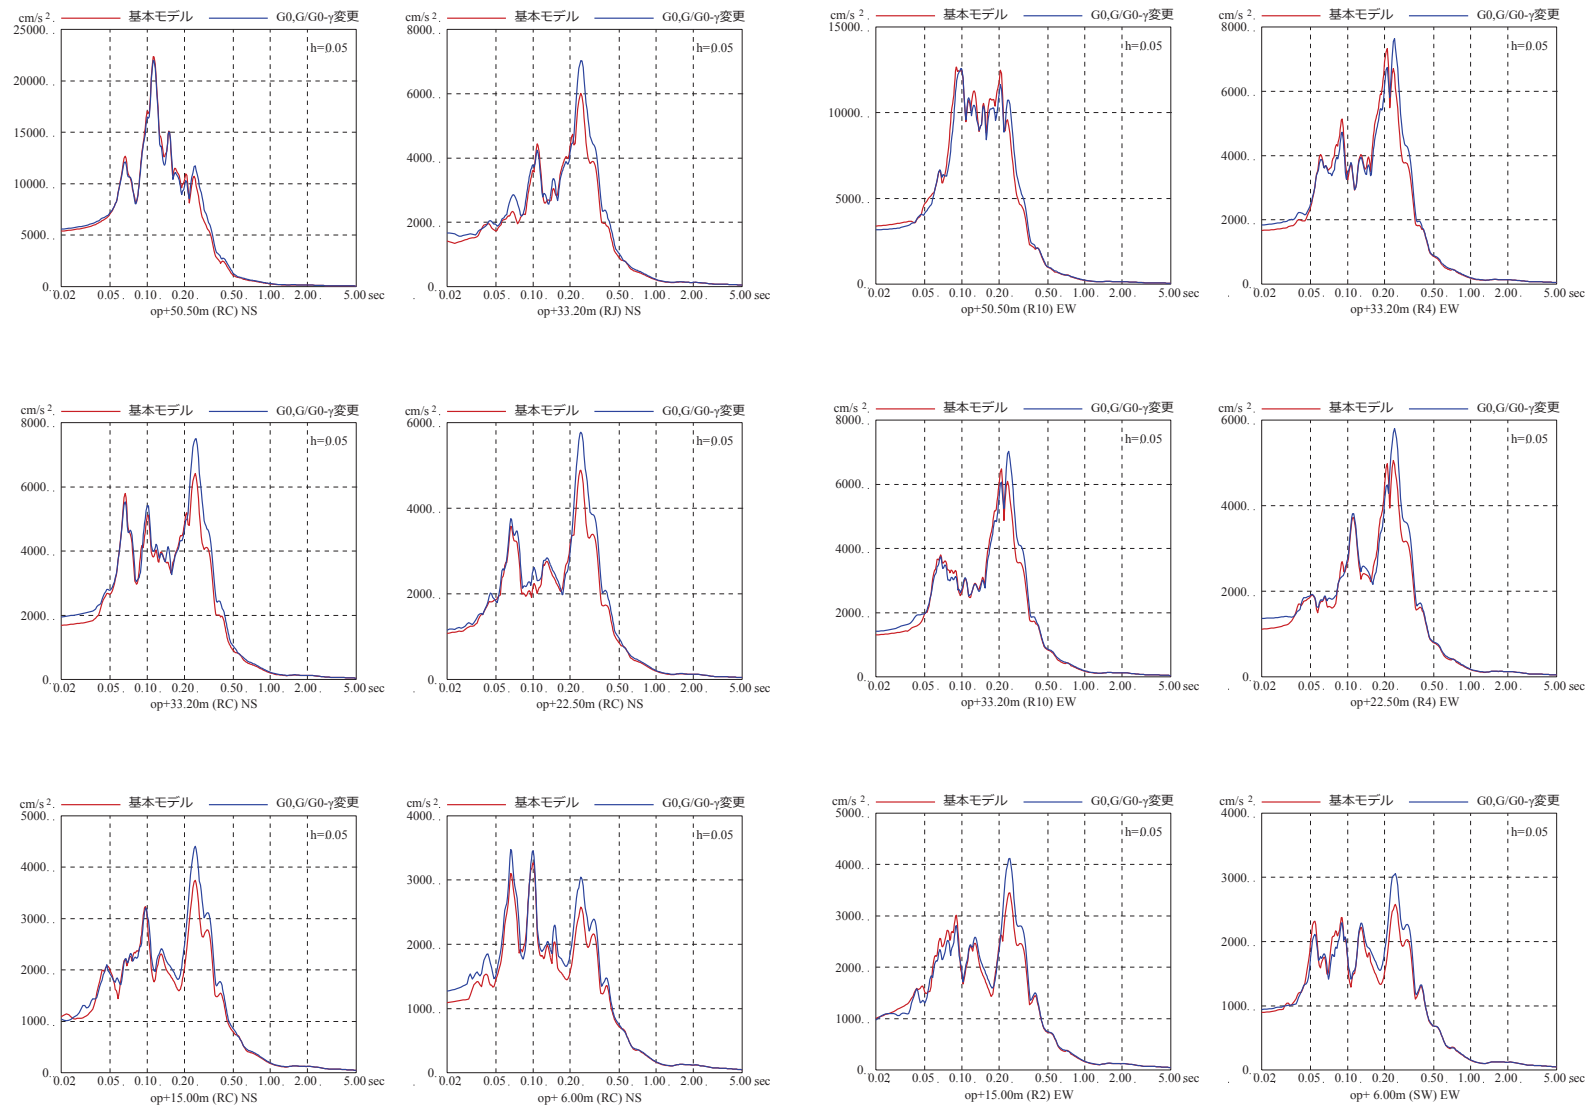 cm/s 2. 基本モデル G0,G/G0-γ変更
25000. .
h=0.05
20000. .
15000. .
10000. .
5000. .
0. .
0.02 0.05 . 0.10 . 0.20 . 0.50 . 1.00 . 2.00 . 5.00 sec
op+50.50m (RC) NS
cm/s 2. 基本モデル G0,G/G0-γ変更
8000. .
h=0.05
6000. .
4000. .
2000. .
0. .
0.02 0.05 . 0.10 . 0.20 . 0.50 . 1.00 . 2.00 . 5.00 sec
op+33.20m (RJ) NS
cm/s 2. 基本モデル G0,G/G0-γ変更
15000. .
h=0.05
10000. .
5000. .
0. .
0.02 0.05 . 0.10 . 0.20 . 0.50 . 1.00 . 2.00 . 5.00 sec
op+50.50m (R10) EW
cm/s 2. 基本モデル G0,G/G0-γ変更
8000. .
h=0.05
6000. .
4000. .
2000. .
0. .
0.02 0.05 . 0.10 . 0.20 . 0.50 . 1.00 . 2.00 . 5.00 sec
op+33.20m (R4) EW
cm/s 2. 基本モデル G0,G/G0-γ変更
8000. .
h=0.05
6000. .
4000. .
2000. .
0. .
0.02 0.05 . 0.10 . 0.20 . 0.50 . 1.00 . 2.00 . 5.00 sec
op+33.20m (RC) NS
cm/s 2. 基本モデル G0,G/G0-γ変更
6000. .
h=0.05
4000. .
2000. .
0. .
0.02 0.05 . 0.10 . 0.20 . 0.50 . 1.00 . 2.00 . 5.00 sec
op+22.50m (RC) NS
cm/s 2. 基本モデル G0,G/G0-γ変更
8000. .
h=0.05
6000. .
4000. .
2000. .
0. .
0.02 0.05 . 0.10 . 0.20 . 0.50 . 1.00 . 2.00 . 5.00 sec
op+33.20m (R10) EW
cm/s 2. 基本モデル G0,G/G0-γ変更
6000. .
h=0.05
4000. .
2000. .
0. .
0.02 0.05 . 0.10 . 0.20 . 0.50 . 1.00 . 2.00 . 5.00 sec
op+22.50m (R4) EW
cm/s 2. 基本モデル G0,G/G0-γ変更
5000. .
h=0.05
4000. .
3000. .
2000. .
1000. .
0. .
0.02 0.05 . 0.10 . 0.20 . 0.50 . 1.00 . 2.00 . 5.00 sec
op+15.00m (RC) NS
cm/s 2. 基本モデル G0,G/G0-γ変更
4000. .
h=0.05
3000. .
2000. .
1000. .
0. .
0.02 0.05 . 0.10 . 0.20 . 0.50 . 1.00 . 2.00 . 5.00 sec
op+ 6.00m (RC) NS
cm/s 2. 基本モデル G0,G/G0-γ変更
5000. .
h=0.05
4000. .
3000. .
2000. .
1000. .
0. .
0.02 0.05 . 0.10 . 0.20 . 0.50 . 1.00 . 2.00 . 5.00 sec
op+15.00m (R2) EW
cm/s 2. 基本モデル G0,G/G0-γ変更
4000. .
h=0.05
3000. .
2000. .
1000. .
0. .
0.02 0.05 . 0.10 . 0.20 . 0.50 . 1.00 . 2.00 . 5.00 sec
op+ 6.00m (SW) EW